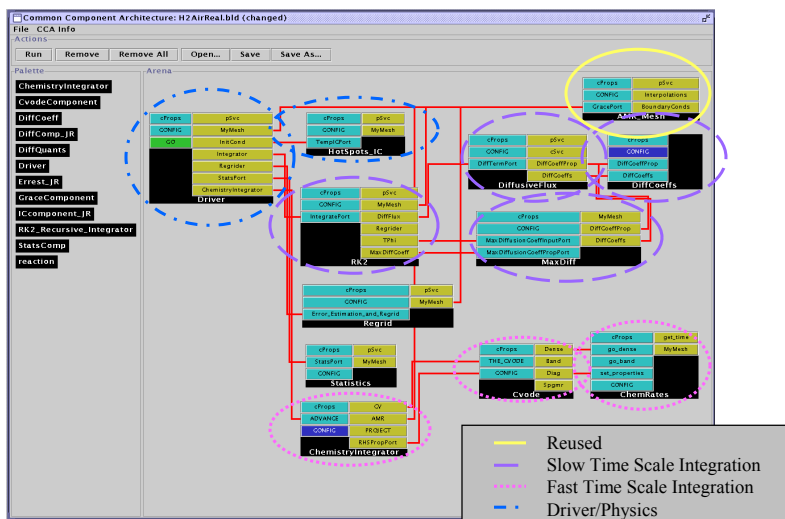 Common Component Architecture: H2AirReal.bld (changed)
File CCA Info
Actions
Run Remove Remove All Open... Save Save As...
Palette
ChemistryIntegrator
CvodeComponent
DiffCoeff
DiffComp_JR
DiffQuants
Driver
Errest_JR
GraceComponent
ICcomponent_JR
RK2_Recursive_Integrator
StatsComp
reaction
Arena
cProps pSvc
CONFIG MyMesh
GO InitCond
Integrator
Regrider
StatsPort
ChemistryIntegrator
Driver
cProps pSvc
CONFIG MyMesh
TempICPort
HotSpots_IC
cProps pSvc
CONFIG Interpolations
GracePort BoundaryConds
AMR_Mesh
cProps pSvc
CONFIG cSvc
DiffTermPort DiffCoeffProp
DiffCoeffs
DiffusiveFlux
cProps
CONFIG
DiffCoeffProp
DiffCoeffs
DiffCoeffs
cProps pSvc
CONFIG MyMesh
IntegratePort DiffFlux
Regrider
TPhi
MaxDiffCoeff
RK2
cProps MyMesh
CONFIG DiffCoeffProp
MaxDiffusionCoeffInputPort DiffCoeffs
MaxDiffusionCoeffPropPort
MaxDiff
cProps pSvc
CONFIG MyMesh
Error_Estimation_and_Regrid
Regrid
cProps pSvc
StatsPort MyMesh
CONFIG
Statistics
cProps Dense
THE_CVODE Band
CONFIG Diag
Spgmr
Cvode
cProps get_time
go_dense MyMesh
go_band
set_properties
CONFIG
ChemRates
cProps CV
ADVANCE AMR
CONFIG PROJECT
RHSPropPort
ChemistryIntegrator
Reused
Slow Time Scale Integration
Fast Time Scale Integration
Driver/Physics